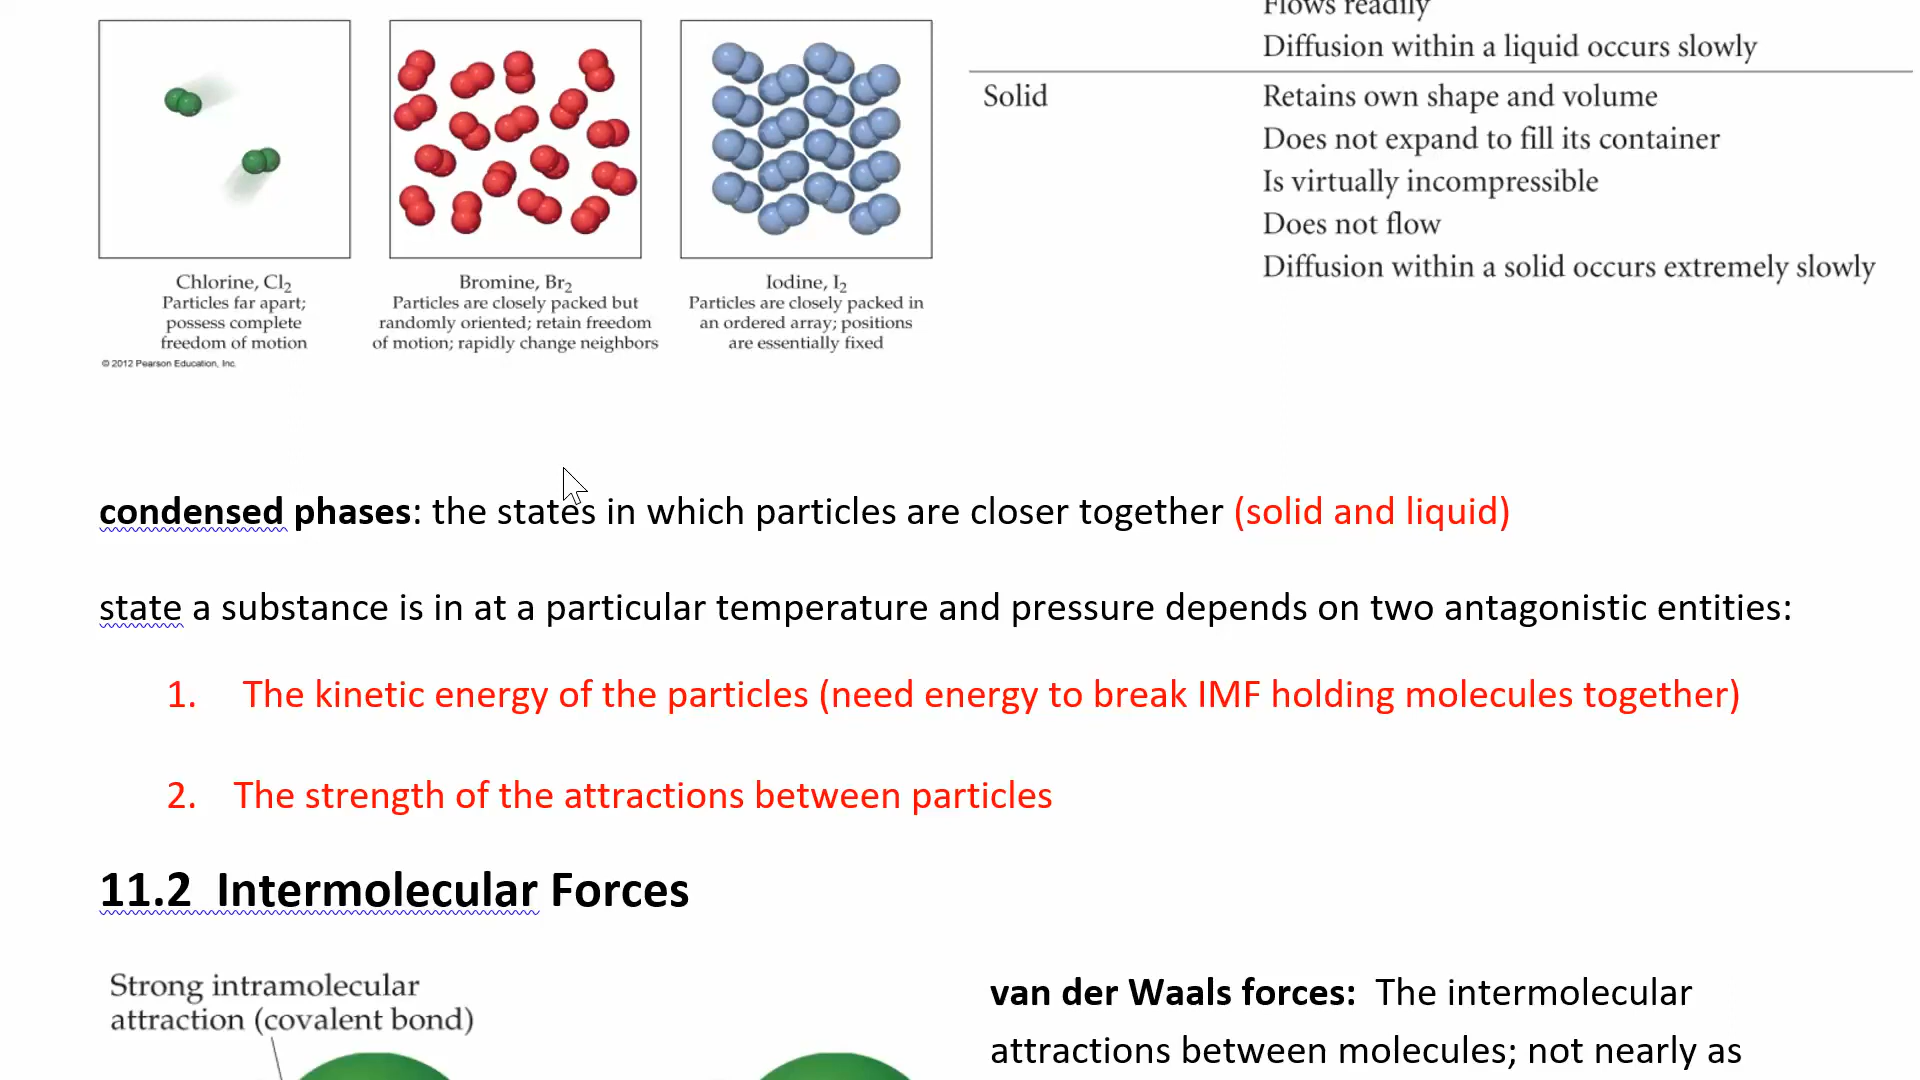 Flows readily
Diffusion within a liquid occurs slowly
Solid
Retains own shape and volume
Does not expand to fill its container
Is virtually incompressible
Does not flow
Diffusion within a solid occurs extremely slowly
Chlorine, Cl2
Particles far apart;
possess complete
freedom of motion
Bromine, Br2
Particles are closely packed but
randomly oriented; retain freedom
of motion; rapidly change neighbors
Iodine, I2
Particles are closely packed in
an ordered array; positions
are essentially fixed
© 2012 Pearson Education, Inc.
condensed phases: the states in which particles are closer together (solid and liquid)
state a substance is in at a particular temperature and pressure depends on two antagonistic entities:
1. The kinetic energy of the particles (need energy to break IMF holding molecules together)
2. The strength of the attractions between particles
11.2 Intermolecular Forces
Strong intramolecular
attraction (covalent bond)
van der Waals forces: The intermolecular
attractions between molecules; not nearly as